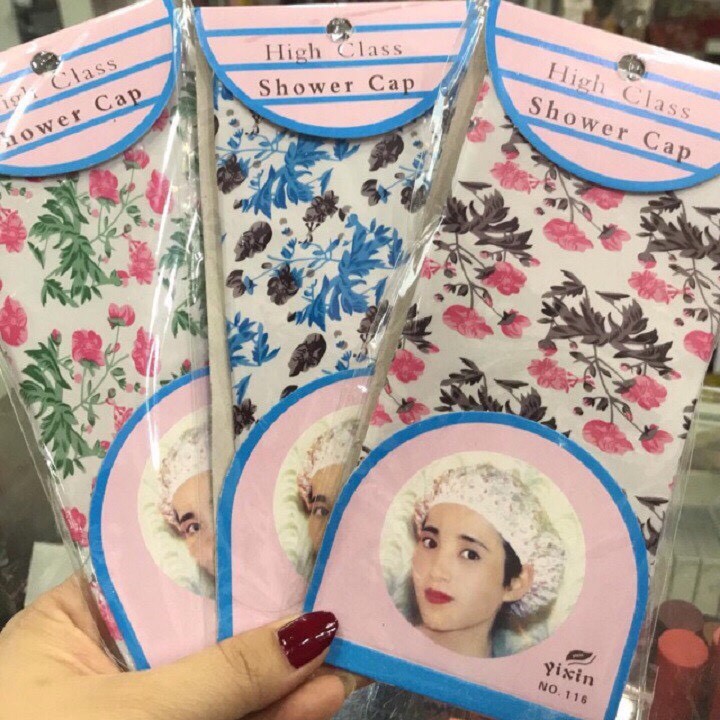 High Class
Shower Cap
High Class
Shower Cap
High Class
Shower Cap
yixin
NO. 116